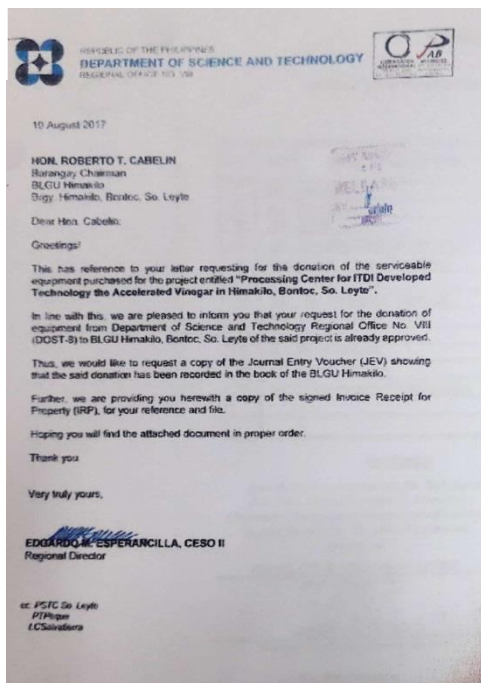 REPUBLIC OF THE PHILIPPINES
DEPARTMENT OF SCIENCE AND TECHNOLOGY
REGIONAL OFFICE NO. VIII
PAB
10 August 2017
HON. ROBERTO T. CABELIN
Barangay Chairman
BLGU Himakilo
Brgy. Himakilo, Bontoc, So. Leyte
Dear Hon. Cabelin:
Greetings!
This has reference to your letter requesting for the donation of the serviceable
equipment purchased for the project entitled "Processing Center for ITDI Developed
Technology the Accelerated Vinegar in Himakilo, Bontoc, So. Leyte".
In line with this, we are pleased to inform you that your request for the donation of
equipment from Department of Science and Technology Regional Office No. VIII
(DOST-8) to BLGU Himakilo, Bontoc, So. Leyte of the said project is already approved.
Thus, we would like to request a copy of the Journal Entry Voucher (JEV) showing
that the said donation has been recorded in the book of the BLGU Himakilo.
Further, we are providing you herewith a copy of the signed Invoice Receipt for
Property (IRP), for your reference and file.
Hoping you will find the attached document in proper order.
Thank you.
Very truly yours,
EDGARDO M. ESPERANCILLA, CESO II
Regional Director
cc: PSTC So. Leyte
LCSalvatierra